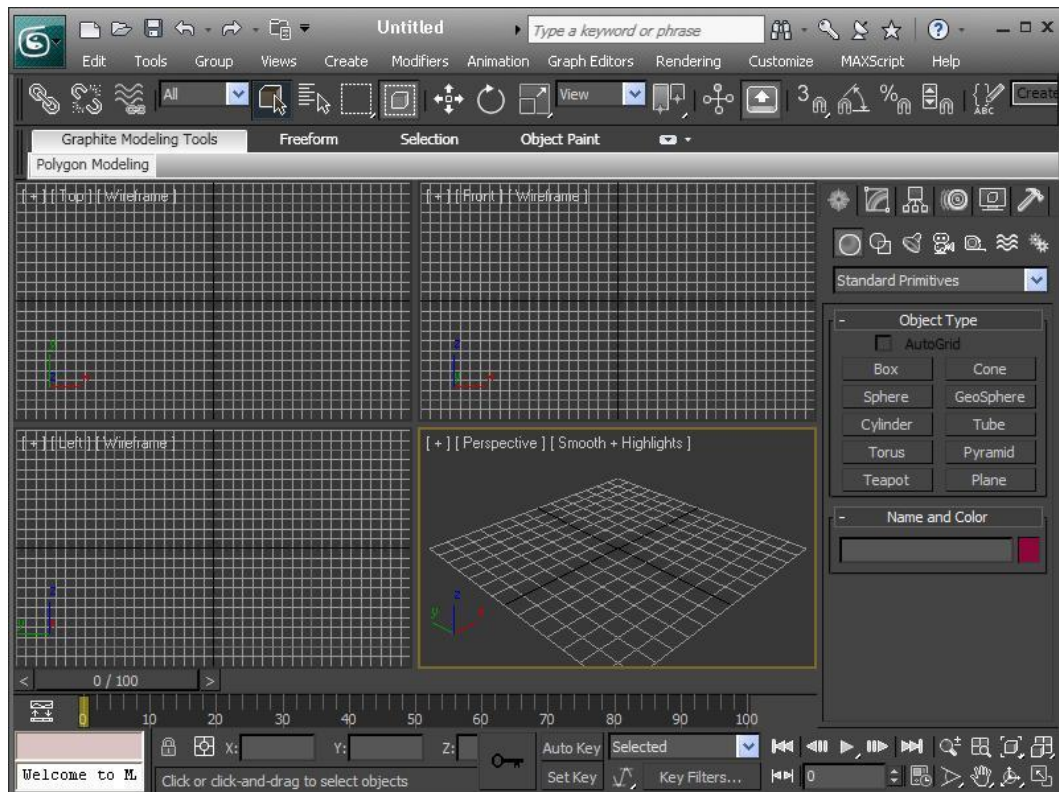 Untitled
Type a keyword or phrase
Edit Tools Group Views Create Modifiers Animation Graph Editors Rendering Customize MAXScript Help
All View 3 % ABC Create
Graphite Modeling Tools Freeform Selection Object Paint
Polygon Modeling
[ + ] [ Top ] [ Wireframe ]
y
z x
[ + ] [ Front ] [ Wireframe ]
z
y x
[ + ] [ Left ] [ Wireframe ]
z
y
[ + ] [ Perspective ] [ Smooth + Highlights ]
z
y x
Standard Primitives
- Object Type
AutoGrid
Box Cone
Sphere GeoSphere
Cylinder Tube
Torus Pyramid
Teapot Plane
- Name and Color
< 0 / 100 >
0 10 20 30 40 50 60 70 80 90 100
X: Y: Z: Auto Key Selected
Welcome to M
Click or click-and-drag to select objects
Set Key Key Filters... 0